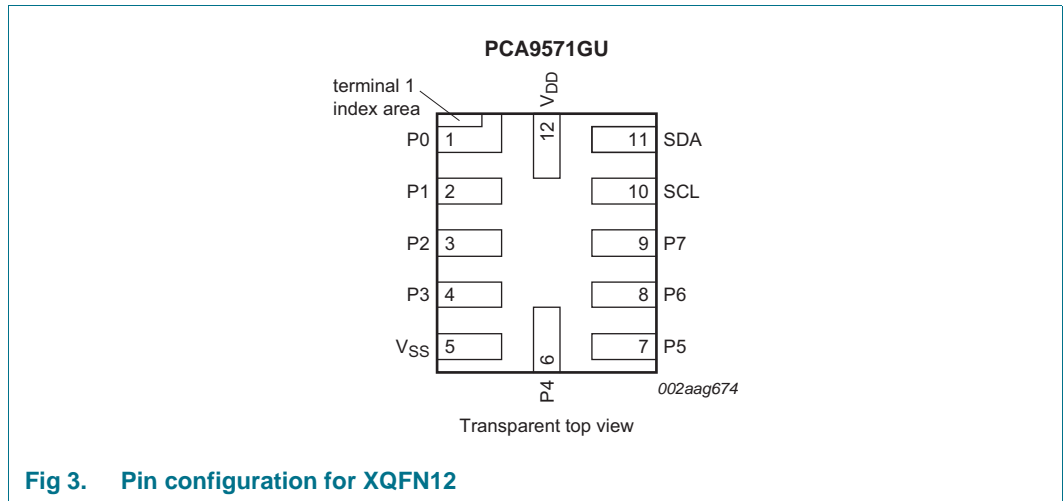 PCA9571GU
terminal 1
index area
VDD
P0 1 12 11 SDA
P1 2 10 SCL
P2 3 9 P7
P3 4 8 P6
VSS 5 6 7 P5
P4
002aag674
Transparent top view
Fig 3. Pin configuration for XQFN12